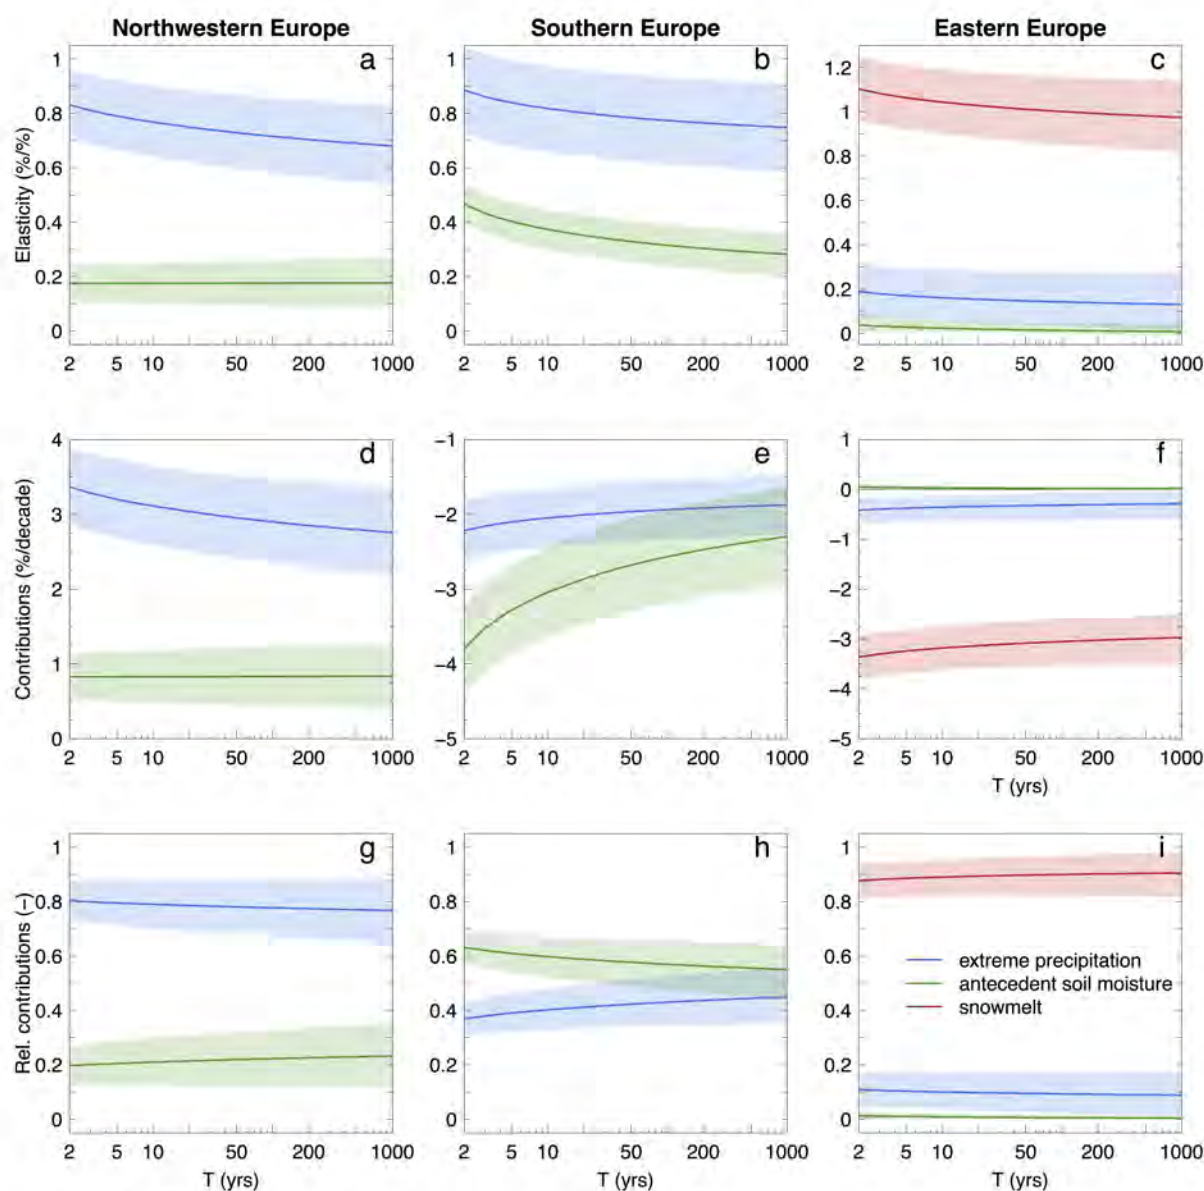 Northwestern Europe Southern Europe Eastern Europe
a b c
Elasticity (%/%)
1 0.8 0.6 0.4 0.2 0
1 0.8 0.6 0.4 0.2 0
1.2 1 0.8 0.6 0.4 0.2 0
2 5 10 50 200 1000 2 5 10 50 200 1000 2 5 10 50 200 1000
d e f
Contributions (%/decade)
4 3 2 1 0
−1 −2 −3 −4 −5
1 0 −1 −2 −3 −4 −5
2 5 10 50 200 1000 2 5 10 50 200 1000 2 5 10 50 200 1000
T (yrs)
g h i
Rel. contributions (−)
1 0.8 0.6 0.4 0.2 0
1 0.8 0.6 0.4 0.2 0
1 0.8 0.6 0.4 0.2 0
extreme precipitation
antecedent soil moisture
snowmelt
2 5 10 50 200 1000 2 5 10 50 200 1000 2 5 10 50 200 1000
T (yrs) T (yrs) T (yrs)